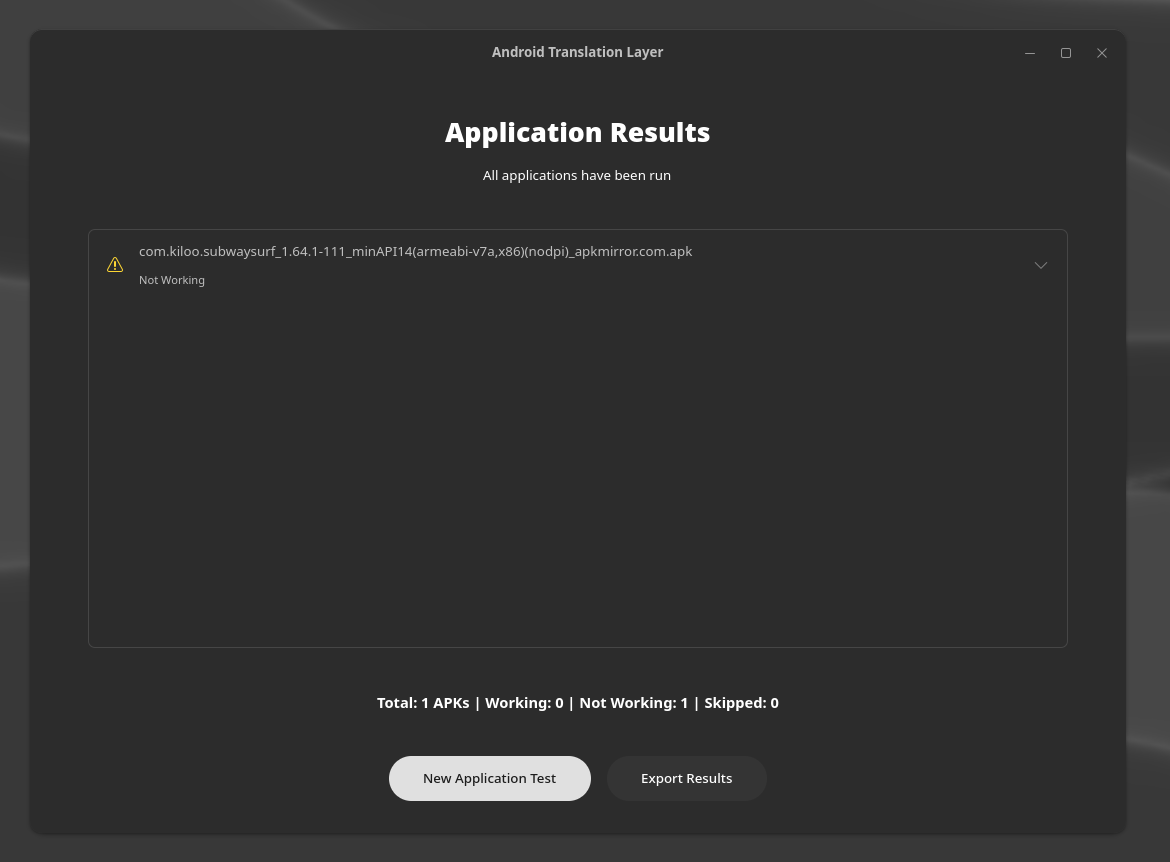 Android Translation Layer
Application Results
All applications have been run
com.kiloo.subwaysurf_1.64.1-111_minAPI14(armeabi-v7a,x86)(nodpi)_apkmirror.com.apk
Not Working
Total: 1 APKs | Working: 0 | Not Working: 1 | Skipped: 0
New Application Test
Export Results